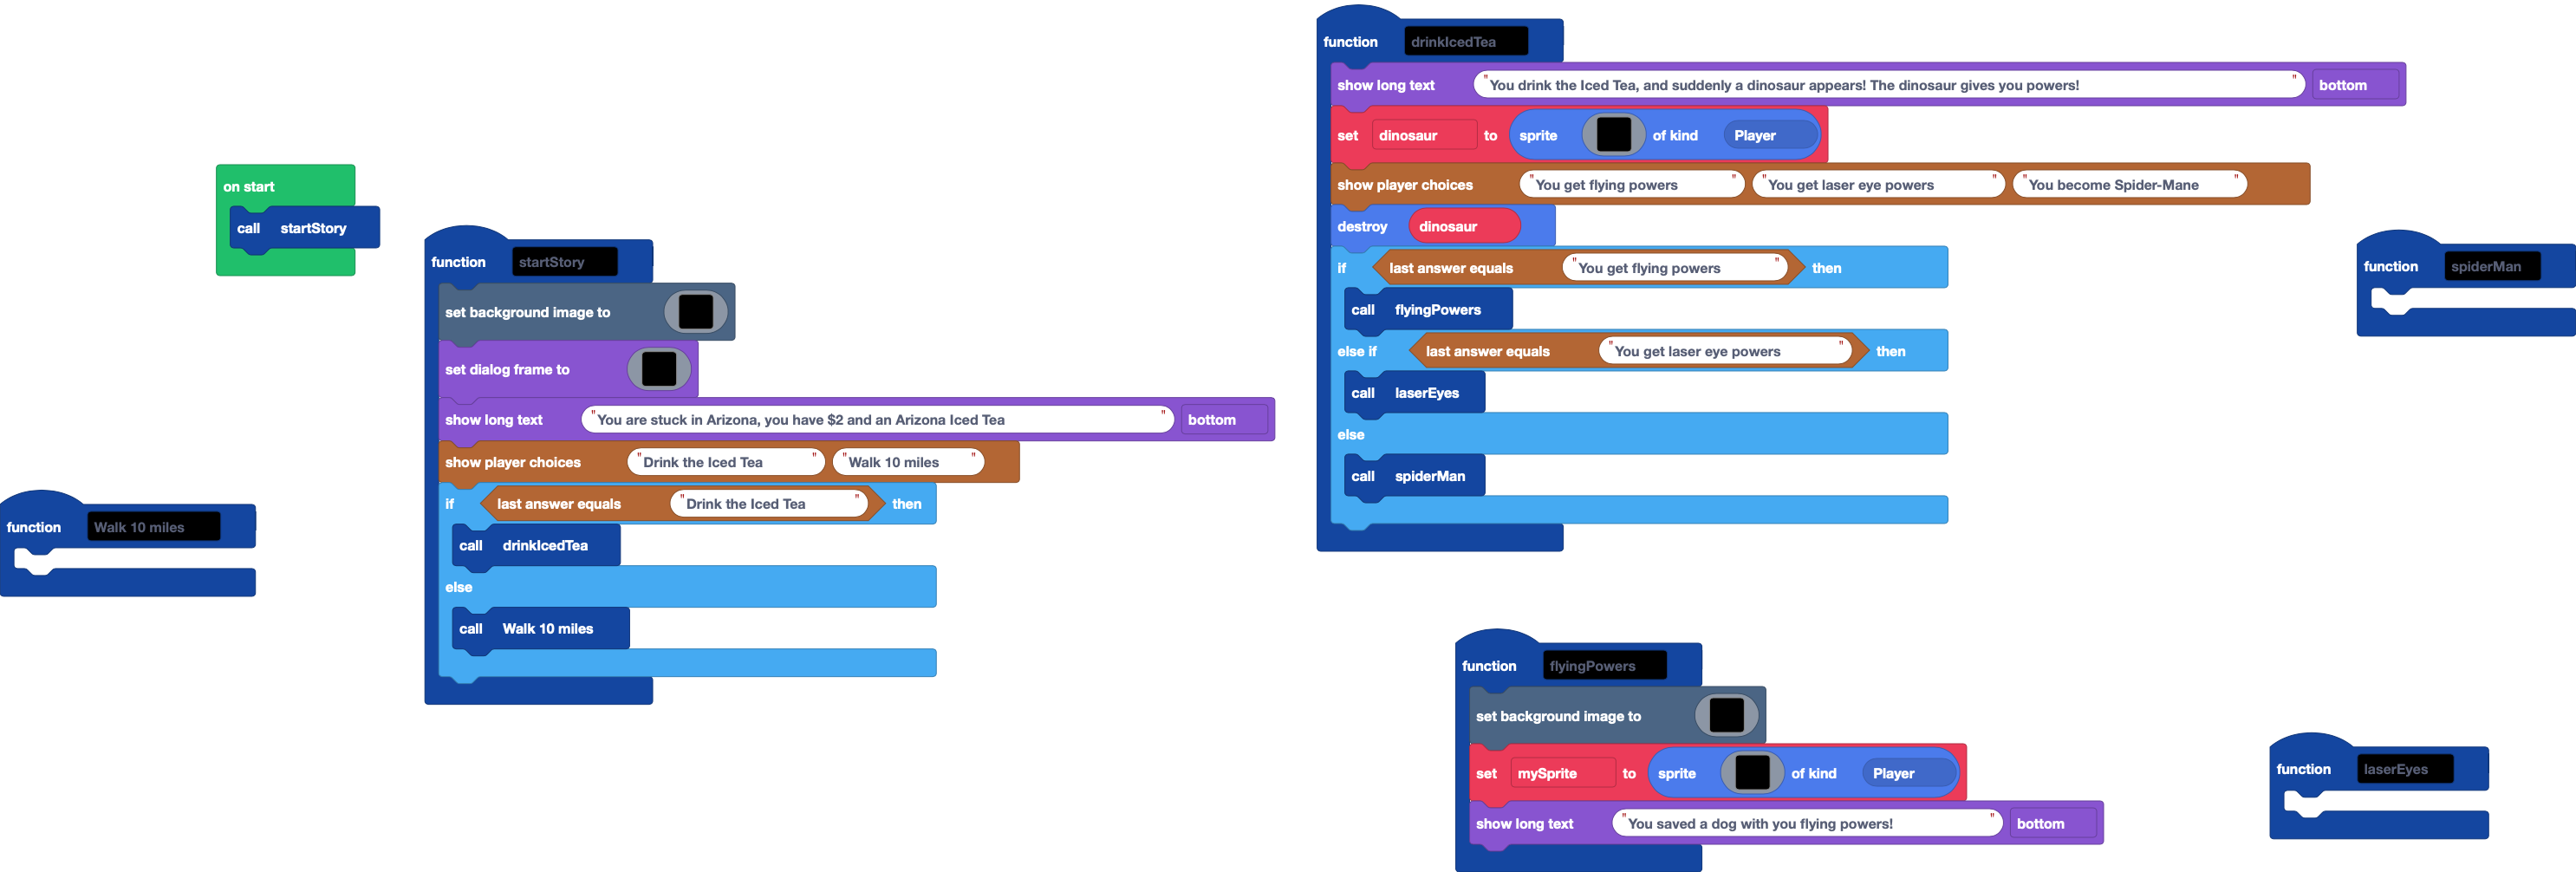 on start
call startStory
function startStory
set background image to
set dialog frame to
show long text "You are stuck in Arizona, you have $2 and an Arizona Iced Tea" bottom
show player choices "Drink the Iced Tea" "Walk 10 miles"
if last answer equals "Drink the Iced Tea" then
call drinkIcedTea
else
call Walk 10 miles
function Walk 10 miles
function drinkIcedTea
show long text "You drink the Iced Tea, and suddenly a dinosaur appears! The dinosaur gives you powers!" bottom
set dinosaur to sprite of kind Player
show player choices "You get flying powers" "You get laser eye powers" "You become Spider-Mane"
destroy dinosaur
if last answer equals "You get flying powers" then
call flyingPowers
else if last answer equals "You get laser eye powers" then
call laserEyes
else
call spiderMan
function spiderMan
function flyingPowers
set background image to
set mySprite to sprite of kind Player
show long text "You saved a dog with you flying powers!" bottom
function laserEyes